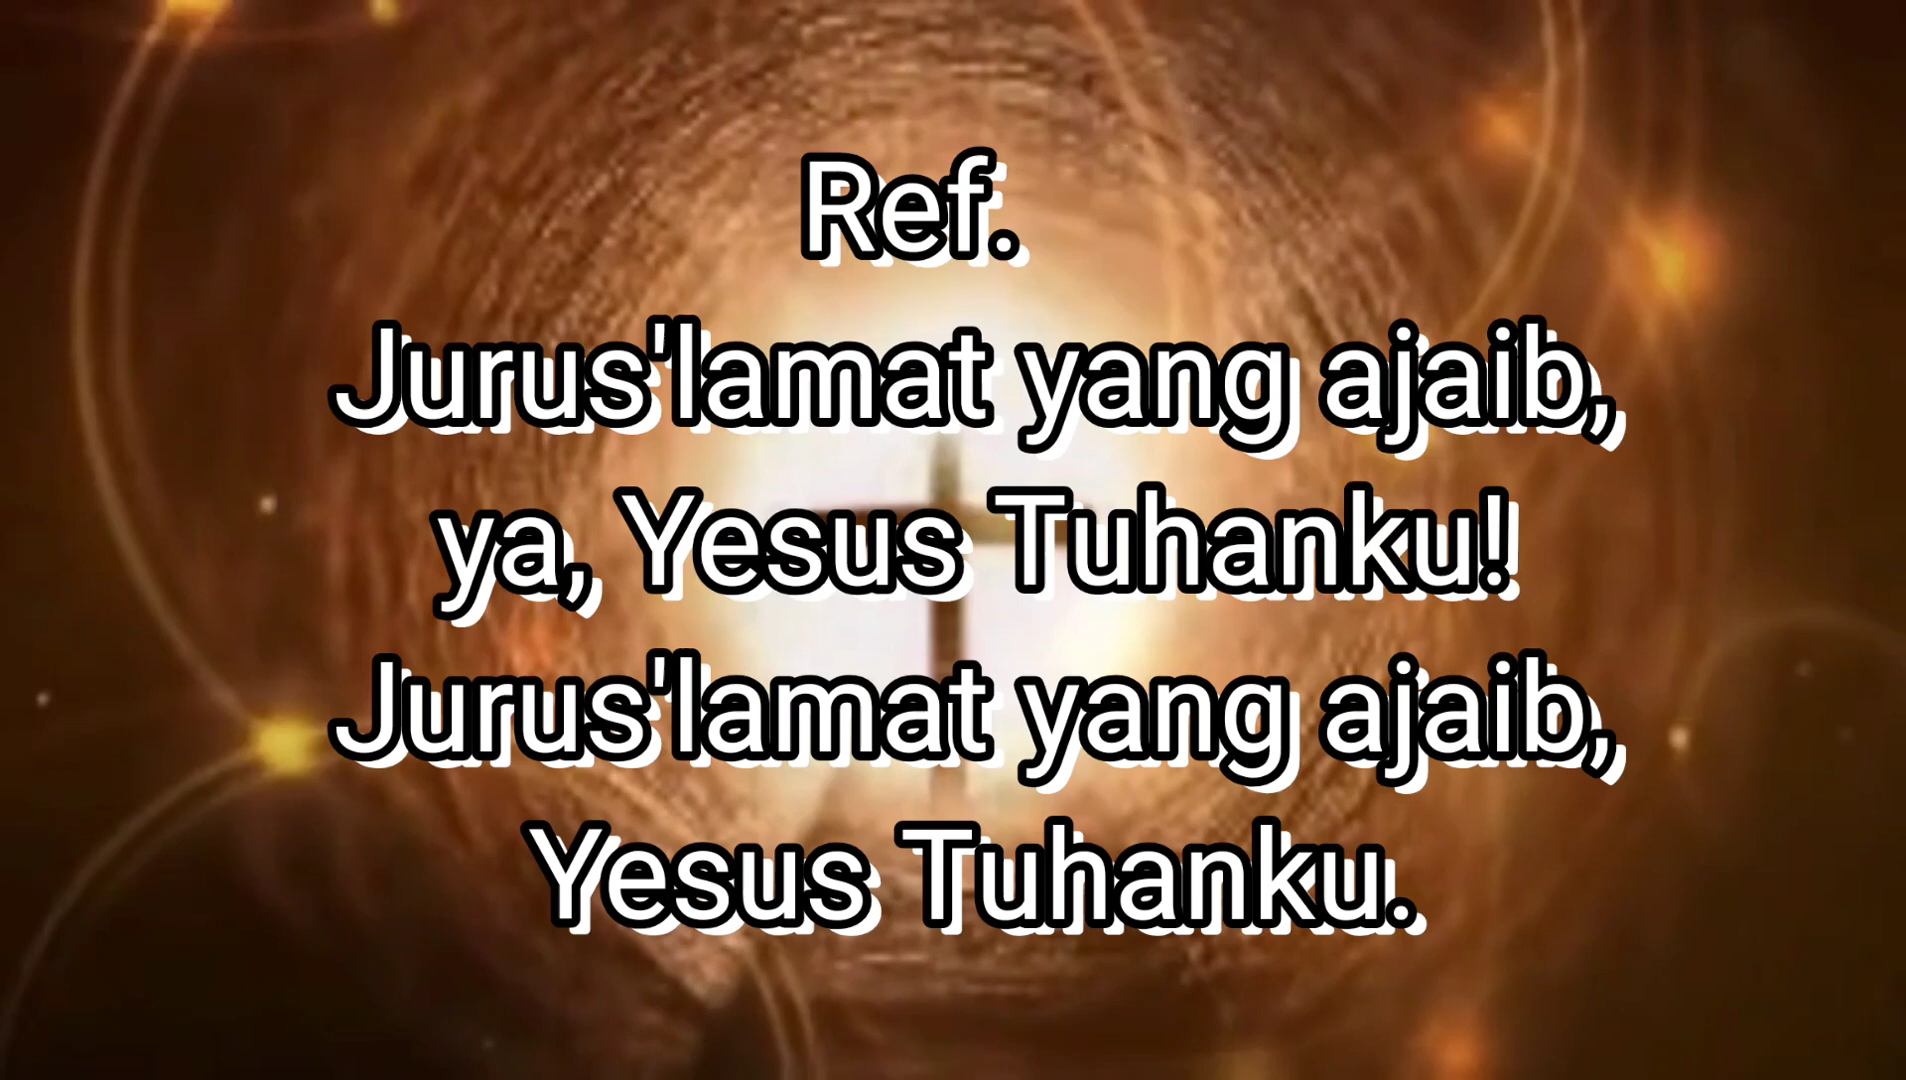 Ref.
Jurus'lamat yang ajaib,
ya, Yesus Tuhanku!
Jurus'lamat yang ajaib,
Yesus Tuhanku.